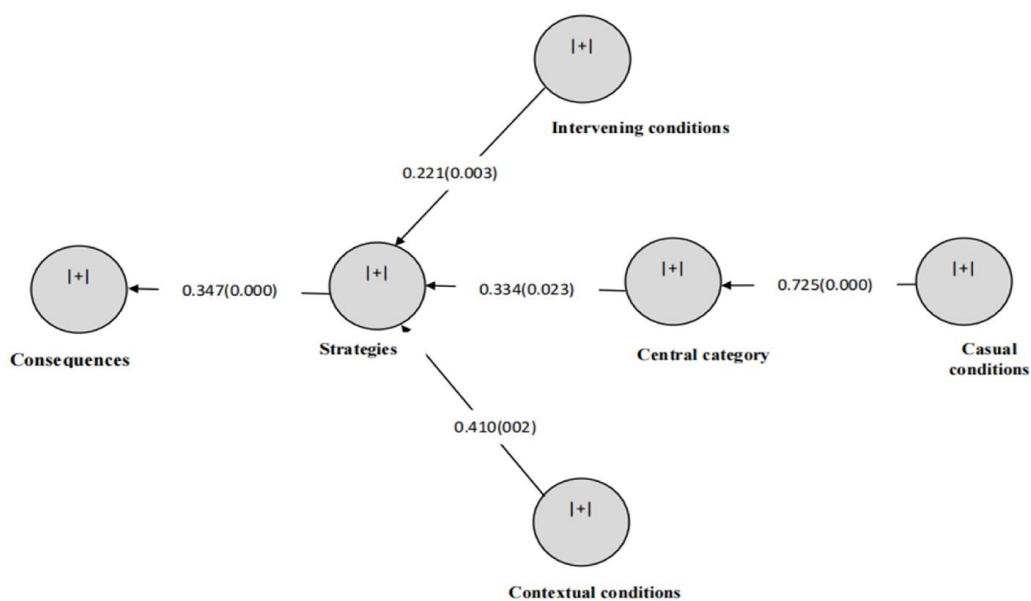 |+|
Intervening conditions
0.221(0.003)
|+|
|+|
|+|
|+|
0.347(0.000)
0.334(0.023)
0.725(0.000)
Consequences
Strategies
Central category
Casual
conditions
0.410(002)
|+|
Contextual conditions